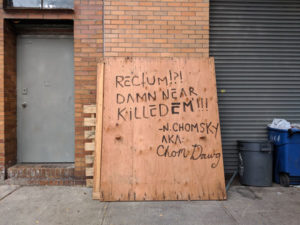 RECTUM!?!
DAMN NEAR
KILLED EM!!!
-N. CHOMSKY
AKA:
Chom Dawg